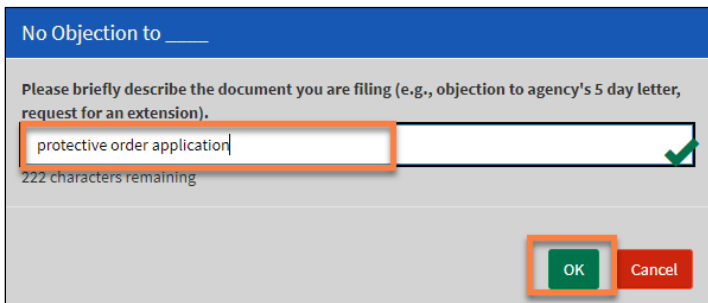 No Objection to ____
Please briefly describe the document you are filing (e.g., objection to agency's 5 day letter,
request for an extension).
protective order application
222 characters remaining
OK Cancel